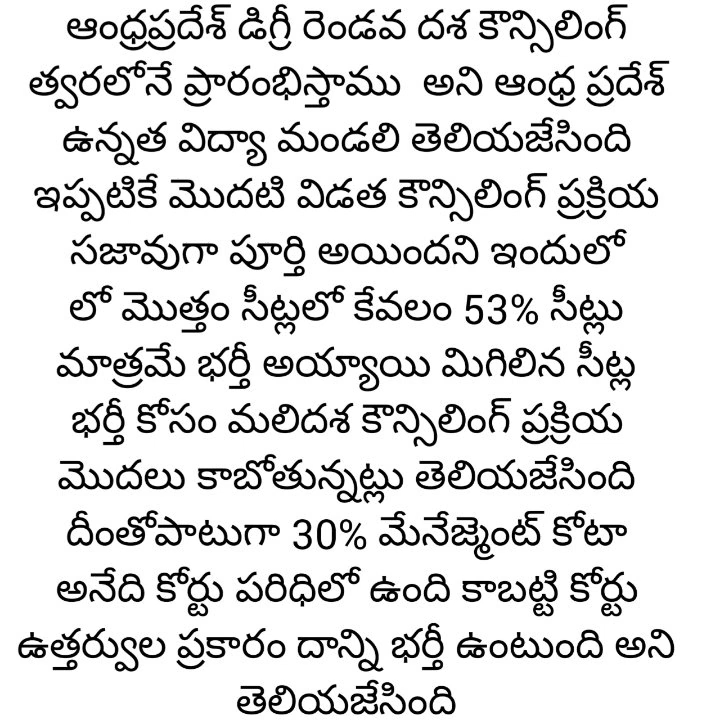 ఆంధ్రప్రదేశ్ డిగ్రీ రెండవ దశ కౌన్సిలింగ్
త్వరలోనే ప్రారంభిస్తాము అని ఆంధ్ర ప్రదేశ్
ఉన్నత విద్యా మండలి తెలియజేసింది
ఇప్పటికే మొదటి విడత కౌన్సిలింగ్ ప్రక్రియ
సజావుగా పూర్తి అయిందని ఇందులో
లో మొత్తం సీట్లలో కేవలం 53% సీట్లు
మాత్రమే భర్తీ అయ్యాయి మిగిలిన సీట్ల
భర్తీ కోసం మలిదశ కౌన్సిలింగ్ ప్రక్రియ
మొదలు కాబోతున్నట్లు తెలియజేసింది
దీంతోపాటుగా 30% మేనేజ్మెంట్ కోటా
అనేది కోర్టు పరిధిలో ఉంది కాబట్టి కోర్టు
ఉత్తర్వుల ప్రకారం దాన్ని భర్తీ ఉంటుంది అని
తెలియజేసింది